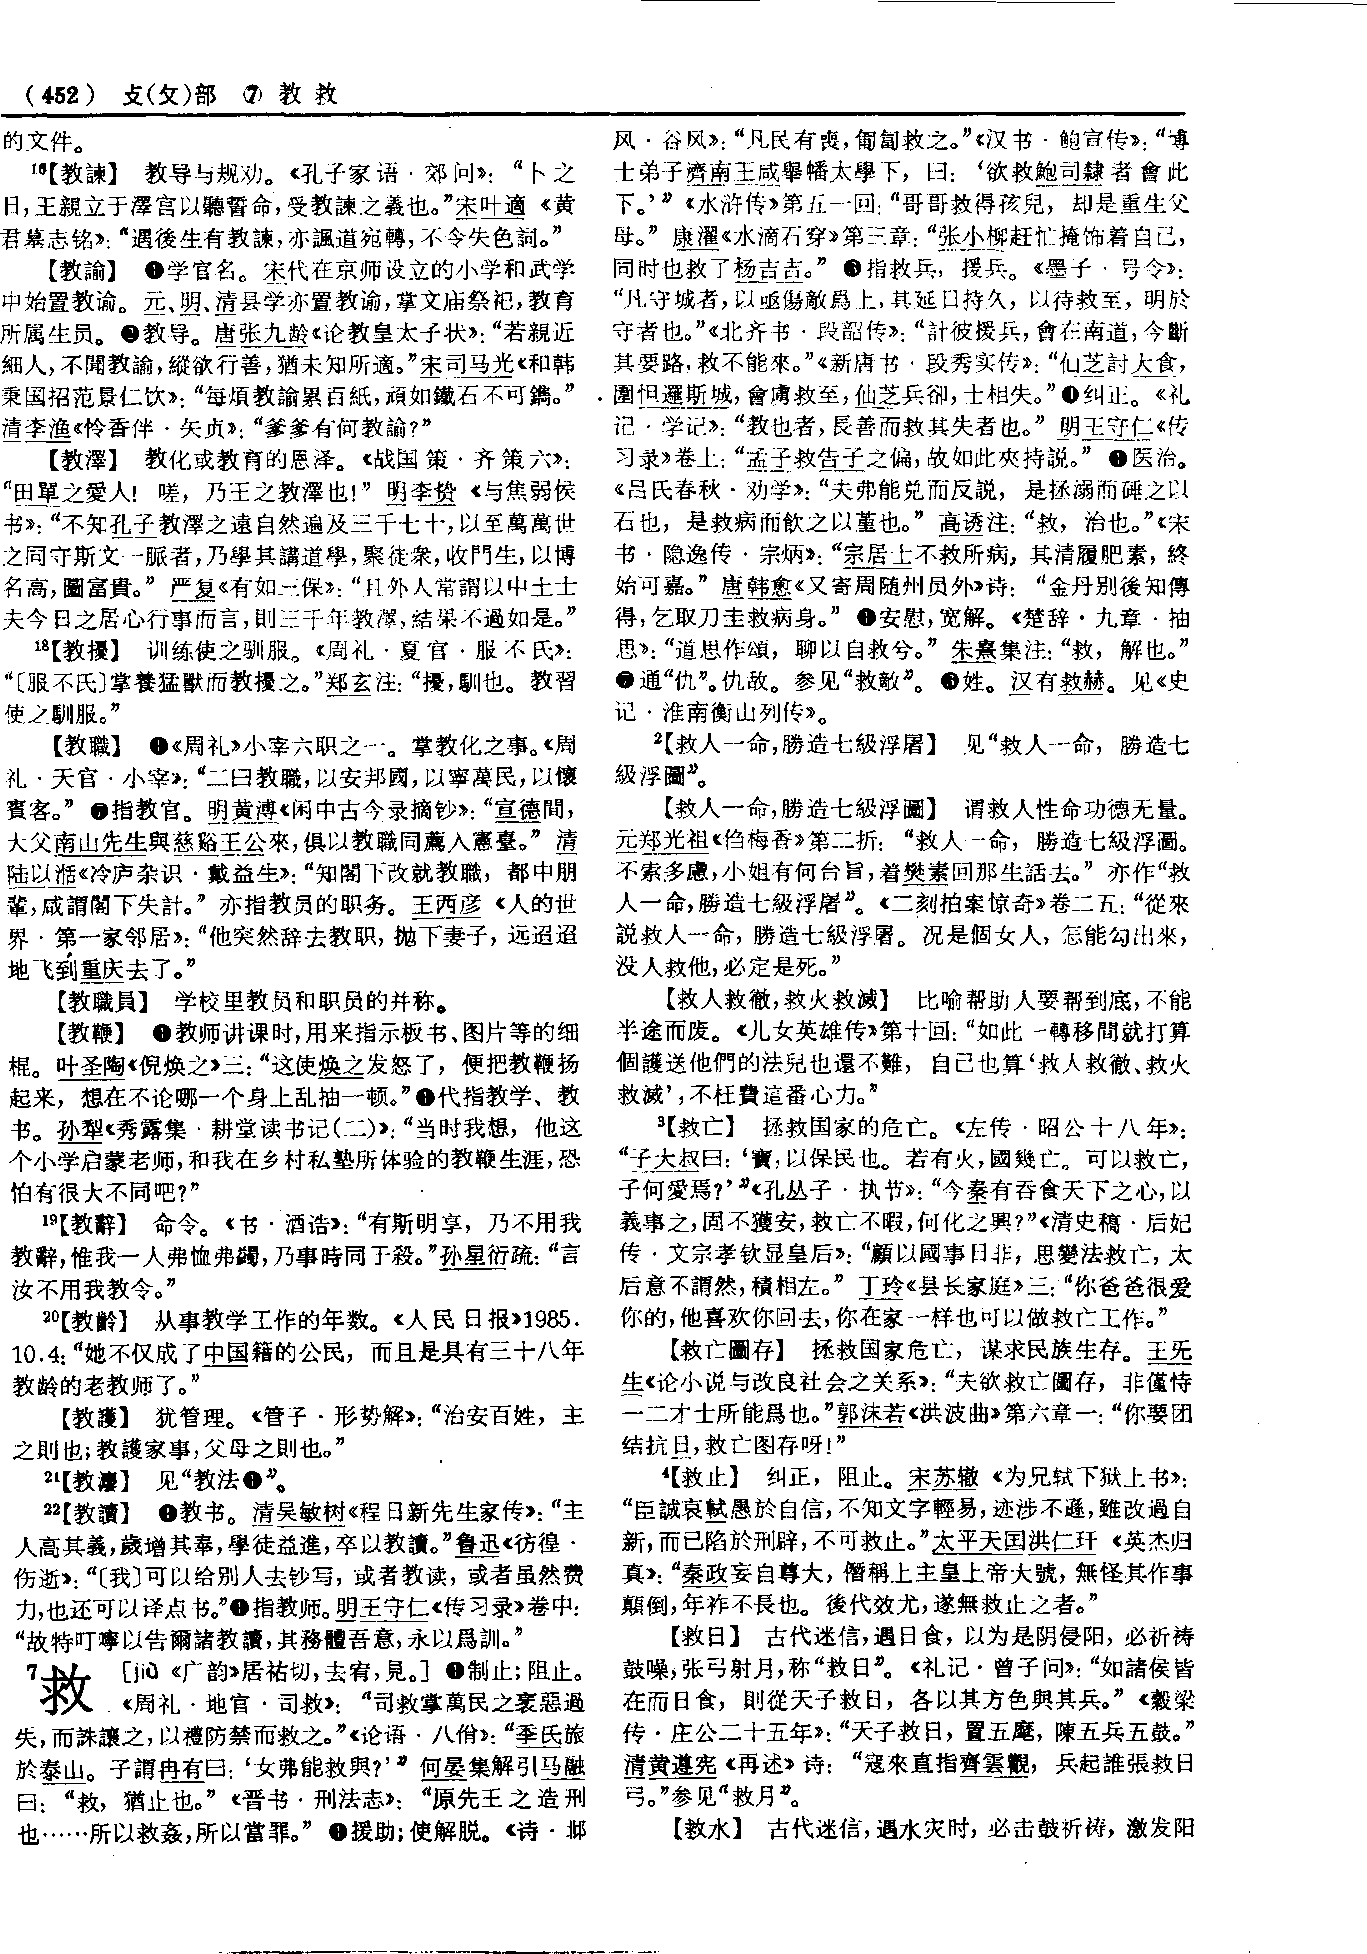 (452) 攴(攵)部 ⑦ 教 救
的文件。
16【教諫】 教导与规劝。《孔子家语·郊问》：“卜之
日，王親立于澤宫以聽誓命，受教諫之義也。”宋叶適《黄
君墓志铭》：“遇後生有教諫，亦諷道宛轉，不令失色詞。”
【教諭】 ❶学官名。宋代在京师设立的小学和武学
中始置教谕。元、明、清县学亦置教谕，掌文庙祭祀，教育
所属生员。❷教导。唐张九龄《论教皇太子状》：“若親近
細人，不聞教諭，縱欲行善，猶未知所適。”宋司马光《和韩
秉国招范景仁饮》：“每煩教諭累百紙，頑如鐵石不可鐫。”
清李渔《怜香伴·矢贞》：“爹爹有何教諭?”
【教澤】 教化或教育的恩泽。《战国策·齐策六》：
“田單之愛人！嗟，乃王之教澤也!”明李贽《与焦弱侯
书》：“不知孔子教澤之遠自然遍及三千七十，以至萬萬世
之同守斯文一脈者，乃學其講道學，聚徒衆，收門生，以博
名高，圖富貴。”严复《有如三保》：“且外人常謂以中土士
夫今日之居心行事而言，則三千年教澤，結果不過如是。”
18【教擾】 训练使之驯服。《周礼·夏官·服不氏》：
“〔服不氏〕掌養猛獸而教擾之。”郑玄注：“擾，馴也。教習
使之馴服。”
【教職】 ❶《周礼》小宰六职之一。掌教化之事。《周
礼·天官·小宰》：“二曰教職，以安邦國，以寧萬民，以懷
賓客。”❷指教官。明黄溥《闲中古今录摘钞》：“宣德間，
大父南山先生與慈谿王公來，俱以教職同薦入憲臺。”清
陆以湉《冷庐杂识·戴益生》：“知閣下改就教職，都中朋
輩，咸謂閣下失計。”亦指教员的职务。王西彦《人的世
界·第一家邻居》：“他突然辞去教职，抛下妻子，远迢迢
地飞到重庆去了。”
【教職員】 学校里教员和职员的并称。
【教鞭】 ❶教师讲课时，用来指示板书、图片等的细
棍。叶圣陶《倪焕之》三：“这使焕之发怒了，便把教鞭扬
起来，想在不论哪一个身上乱抽一顿。”❷代指教学、教
书。孙犁《秀露集·耕堂读书记(二)》：“当时我想，他这
个小学启蒙老师，和我在乡村私塾所体验的教鞭生涯，恐
怕有很大不同吧?”
19【教辭】 命令。《书·酒诰》：“有斯明享，乃不用我
教辭，惟我一人弗恤弗蠲，乃事時同于殺。”孙星衍疏：“言
汝不用我教令。”
20【教齡】 从事教学工作的年数。《人民日报》1985.
10.4：“她不仅成了中国籍的公民，而且是具有三十八年
教龄的老教师了。”
【教護】 犹管理。《管子·形势解》：“治安百姓，主
之則也；教護家事，父母之則也。”
21【教灋】 见“教法❶”。
22【教讀】 ❶教书。清吴敏树《程日新先生家传》：“主
人高其義，歲增其奉，學徒益進，卒以教讀。”鲁迅《彷徨·
伤逝》：“〔我〕可以给别人去钞写，或者教读，或者虽然费
力，也还可以译点书。”❷指教师。明王守仁《传习录》卷中：
“故特叮嚀以告爾諸教讀，其務體吾意，永以爲訓。”
7救 ［jiù《广韵》居祐切，去宥，見。］❶制止；阻止。
《周礼·地官·司救》：“司救掌萬民之衺惡過
失，而誅讓之，以禮防禁而救之。”《论语·八佾》：“季氏旅
於泰山。子謂冉有曰：‘女弗能救與?’”何晏集解引马融
曰：“救，猶止也。”《晋书·刑法志》：“原先王之造刑
也……所以救姦，所以當罪。”❷援助；使解脱。《诗·邶
风·谷风》：“凡民有喪，匍匐救之。”《汉书·鲍宣传》：“博
士弟子濟南王咸舉幡太學下，曰：‘欲救鮑司隸者會此
下。’”《水浒传》第五一回：“哥哥救得孩兒，却是重生父
母。”康濯《水滴石穿》第三章：“张小柳赶忙掩饰着自己，
同时也救了杨吉吉。”❸指救兵，援兵。《墨子·号令》：
“凡守城者，以亟傷敵爲上，其延日持久，以待救至，明於
守者也。”《北齐书·段韶传》：“計彼援兵，會在南道，今斷
其要路，救不能來。”《新唐书·段秀实传》：“仙芝討大食，
圍怛邏斯城，會虜救至，仙芝兵卻，士相失。”❹纠正。《礼
记·学记》：“教也者，長善而救其失者也。”明王守仁《传
习录》卷上：“孟子救告子之偏，故如此夾持説。”❺医治。
《吕氏春秋·劝学》：“夫弗能兑而反説，是拯溺而硾之以
石也，是救病而飲之以堇也。”高诱注：“救，治也。”《宋
书·隐逸传·宗炳》：“宗居上不救所病，其清履肥素，終
始可嘉。”唐韩愈《又寄周随州员外》诗：“金丹别後知傳
得，乞取刀圭救病身。”❻安慰，宽解。《楚辞·九章·抽
思》：“道思作頌，聊以自救兮。”朱熹集注：“救，解也。”
❼通“仇”。仇敌。参见“救敵”。❽姓。汉有救赫。见《史
记·淮南衡山列传》。
2【救人一命，勝造七級浮屠】 见“救人一命，勝造七
級浮圖”。
【救人一命，勝造七級浮圖】 谓救人性命功德无量。
元郑光祖《㑇梅香》第二折：“救人一命，勝造七級浮圖。
不索多慮，小姐有何台旨，着樊素回那生話去。”亦作“救
人一命，勝造七級浮屠”。《二刻拍案惊奇》卷二五：“從來
説救人一命，勝造七級浮屠。况是個女人，怎能勾出來，
没人救他，必定是死。”
【救人救徹，救火救滅】 比喻帮助人要帮到底，不能
半途而废。《儿女英雄传》第十回：“如此一轉移間就打算
個護送他們的法兒也還不難，自己也算‘救人救徹、救火
救滅’，不枉費這番心力。”
3【救亡】 拯救国家的危亡。《左传·昭公十八年》：
“子大叔曰：‘寶，以保民也。若有火，國幾亡。可以救亡，
子何愛焉?’”《孔丛子·执节》：“今秦有吞食天下之心，以
義事之，固不獲安，救亡不暇，何化之興?”《清史稿·后妃
传·文宗孝钦显皇后》：“顧以國事日非，思變法救亡，太
后意不謂然，積相左。”丁玲《县长家庭》三：“你爸爸很爱
你的，他喜欢你回去，你在家一样也可以做救亡工作。”
【救亡圖存】 拯救国家危亡，谋求民族生存。王旡
生《论小说与改良社会之关系》：“夫欲救亡圖存，非僅恃
一二才士所能爲也。”郭沫若《洪波曲》第六章一：“你要团
结抗日，救亡图存呀!”
4【救止】 纠正，阻止。宋苏辙《为兄轼下狱上书》：
“臣誠哀軾愚於自信，不知文字輕易，迹涉不遜，雖改過自
新，而已陷於刑辟，不可救止。”太平天囯洪仁玕《英杰归
真》：“秦政妄自尊大，僭稱上主皇上帝大號，無怪其作事
顛倒，年祚不長也。後代效尤，遂無救止之者。”
【救日】 古代迷信，遇日食，以为是阴侵阳，必祈祷
鼓噪，张弓射月，称“救日”。《礼记·曾子问》：“如諸侯皆
在而日食，則從天子救日，各以其方色與其兵。”《穀梁
传·庄公二十五年》：“天子救日，置五麾，陳五兵五鼓。”
清黄遵宪《再述》诗：“寇來直指齊雲觀，兵起誰張救日
弓。”参见“救月”。
【救水】 古代迷信，遇水灾时，必击鼓祈祷，激发阳